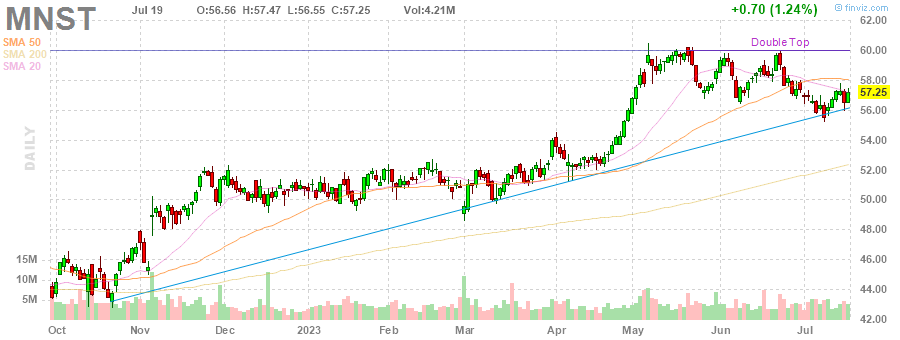 MNST Jul 19 O:56.56 H:57.47 L:56.55 C:57.25 Vol:4.21M +0.70 (1.24%) © finviz.com
SMA 50
SMA 200
SMA 20
DAILY
Double Top
62.00
60.00
58.00
57.25
56.00
54.00
52.00
50.00
48.00
46.00
44.00
42.00
15M
10M
5M
Oct Nov Dec 2023 Feb Mar Apr May Jun Jul